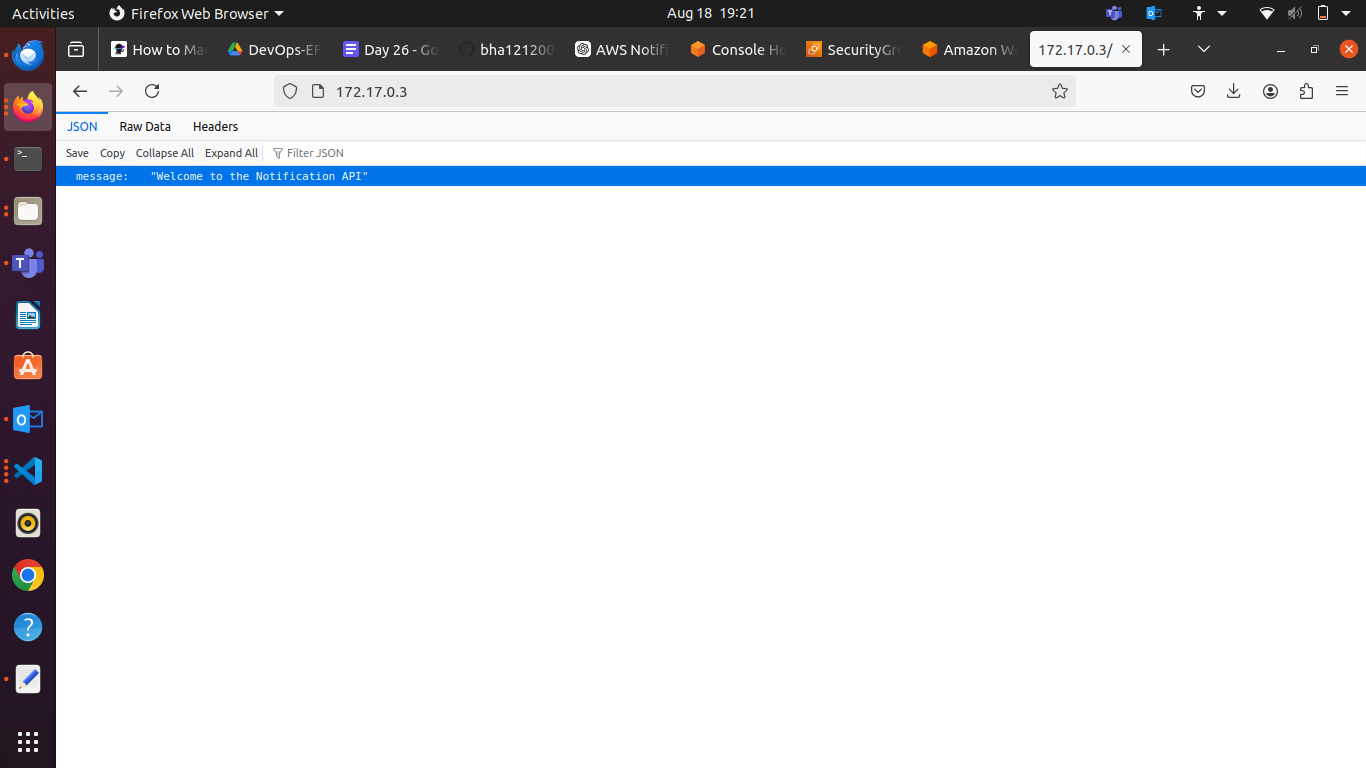 Activities Firefox Web Browser Aug 18 19:21
How to Ma DevOps-EF Day 26 - Go bha121200 AWS Notifi Console Ho SecurityGro Amazon We 172.17.0.3/
172.17.0.3
JSON Raw Data Headers
Save Copy Collapse All Expand All Filter JSON
message: "Welcome to the Notification API"